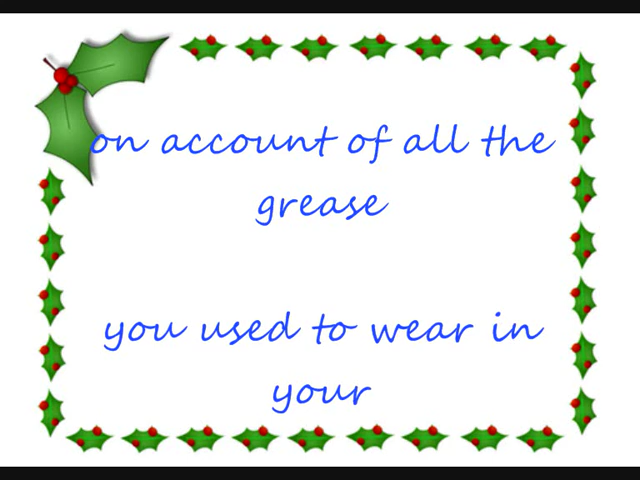 on account of all the
grease
you used to wear in
your